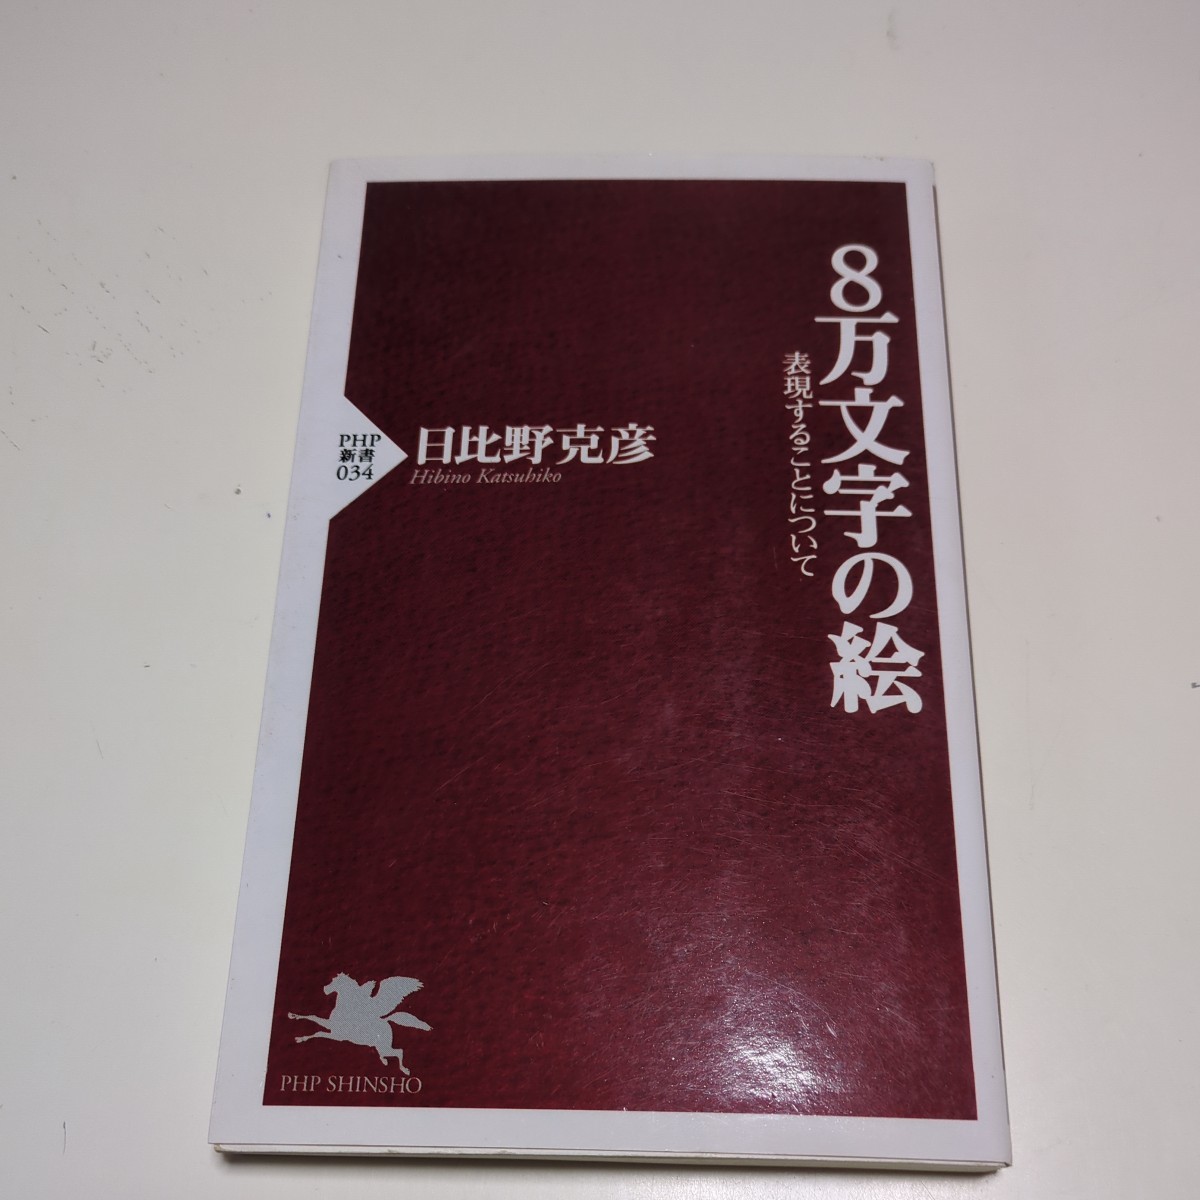 8万文字の絵
表現することについて
日比野克彦
Hibino Katsuhiko
PHP
新書
034
PHP SHINSHO